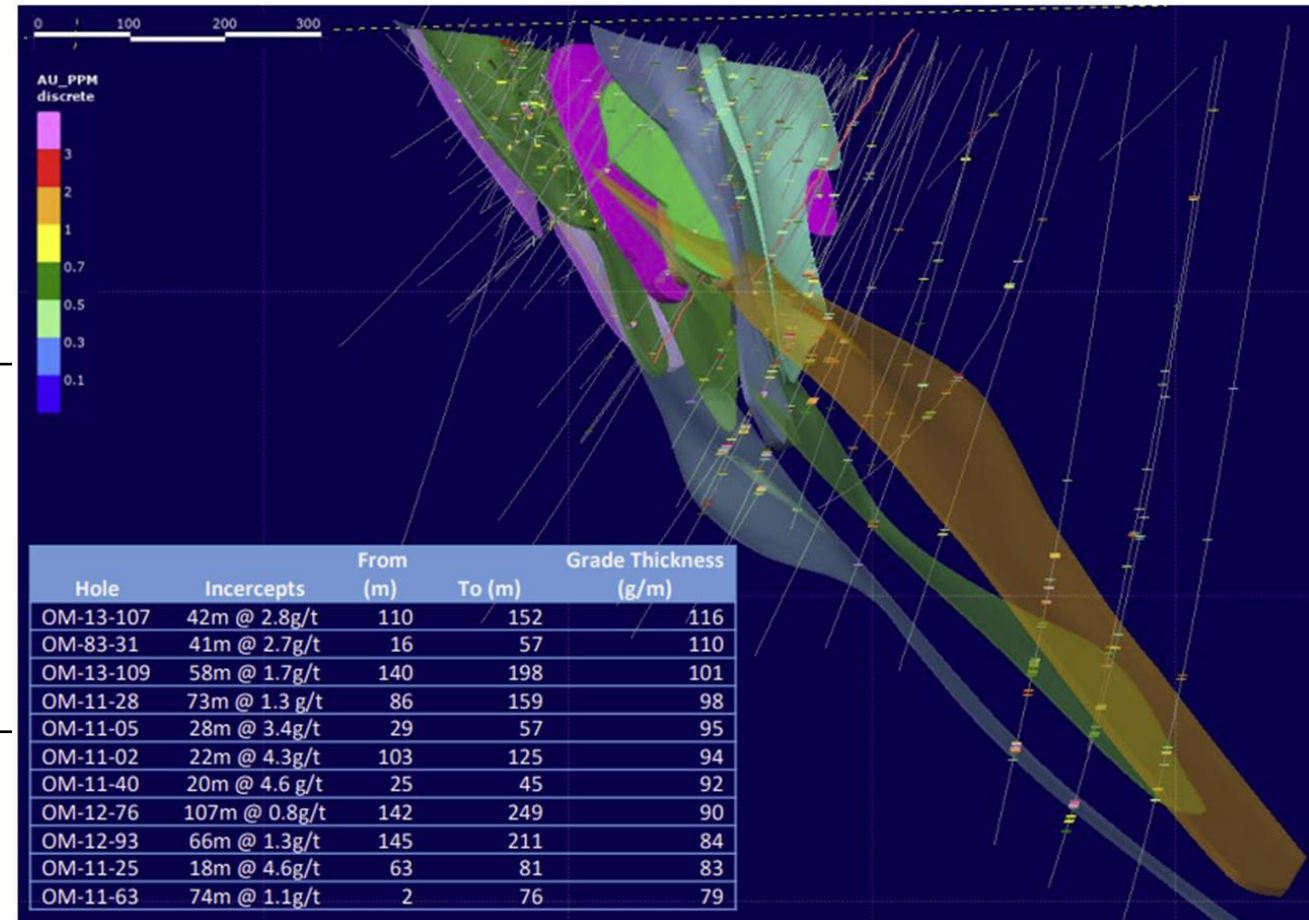 0 100 200 300
AU_PPM
discrete
3
2
1
0.7
0.5
0.3
0.1
From Grade Thickness
Hole Incercepts (m) To (m) (g/m)
OM-13-107 42m @ 2.8g/t 110 152 116
OM-83-31 41m @ 2.7g/t 16 57 110
OM-13-109 58m @ 1.7g/t 140 198 101
OM-11-28 73m @ 1.3 g/t 86 159 98
OM-11-05 28m @ 3.4g/t 29 57 95
OM-11-02 22m @ 4.3g/t 103 125 94
OM-11-40 20m @ 4.6 g/t 25 45 92
OM-12-76 107m @ 0.8g/t 142 249 90
OM-12-93 66m @ 1.3g/t 145 211 84
OM-11-25 18m @ 4.6g/t 63 81 83
OM-11-63 74m @ 1.1g/t 2 76 79